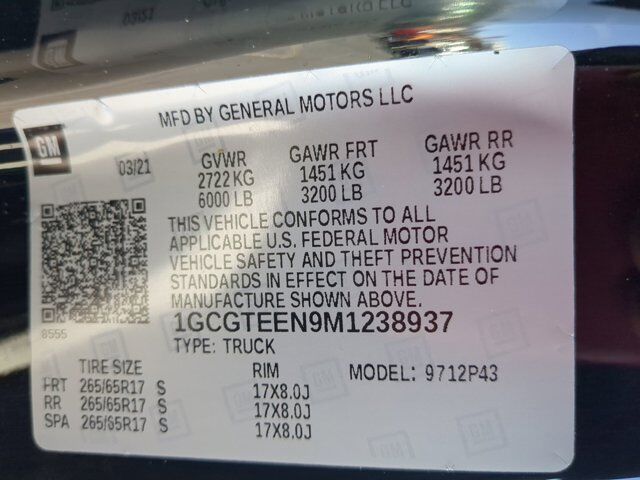 MFD BY GENERAL MOTORS LLC
GM
03/21
GVWR GAWR FRT GAWR RR
2722 KG 1451 KG 1451 KG
6000 LB 3200 LB 3200 LB
THIS VEHICLE CONFORMS TO ALL
APPLICABLE U.S. FEDERAL MOTOR
VEHICLE SAFETY AND THEFT PREVENTION
STANDARDS IN EFFECT ON THE DATE OF
MANUFACTURE SHOWN ABOVE.
8555
1GCGTEEN9M1238937
TYPE: TRUCK
TIRE SIZE RIM MODEL: 9712P43
FRT 265/65R17 S 17X8.0J
RR 265/65R17 S 17X8.0J
SPA 265/65R17 S 17X8.0J